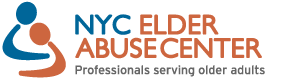 NYC ELDER
ABUSE CENTER
Professionals serving older adults